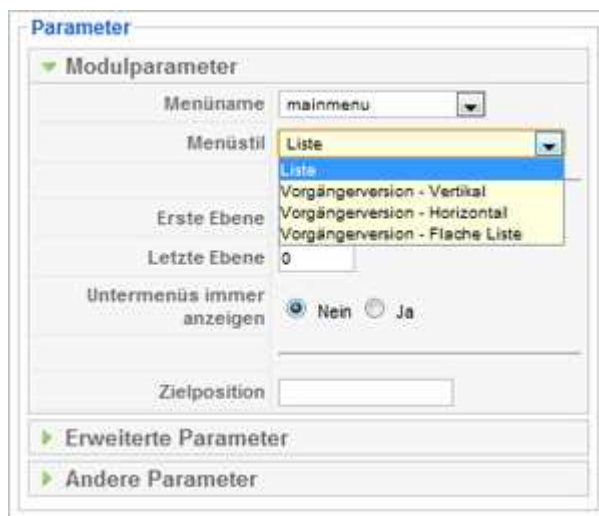 Parameter
Modulparameter
Menüname mainmenu
Menüstil Liste
Liste
Vorgängerversion - Vertikal
Vorgängerversion - Horizontal
Vorgängerversion - Flache Liste
Erste Ebene
Letzte Ebene 0
Untermenüs immer
anzeigen Nein Ja
Zielposition
Erweiterte Parameter
Andere Parameter